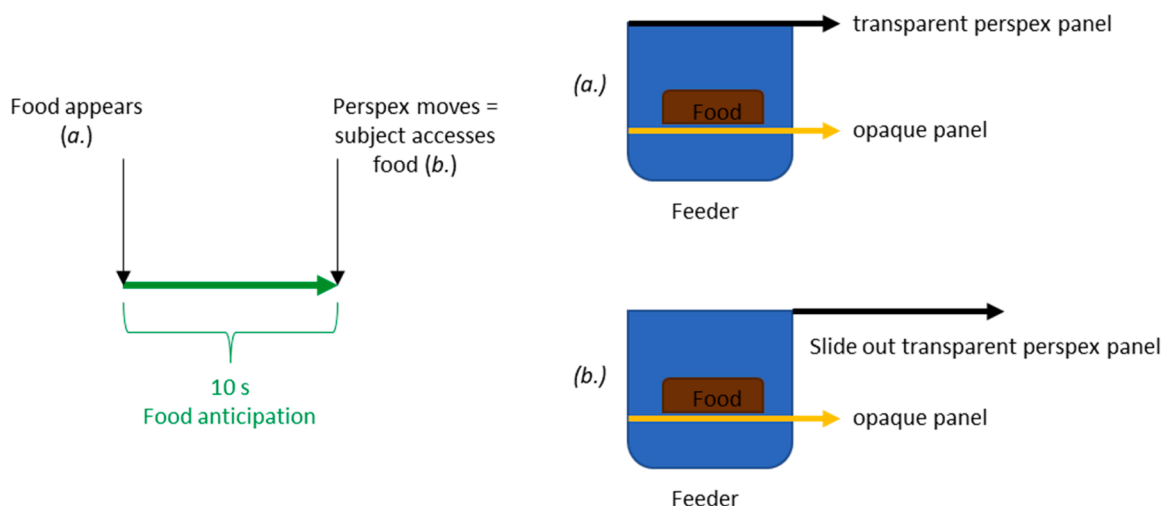 Food appears
(a.)
Perspex moves =
subject accesses
food (b.)
10 s
Food anticipation
(a.)
transparent perspex panel
Food
opaque panel
Feeder
(b.)
Slide out transparent perspex panel
Food
opaque panel
Feeder